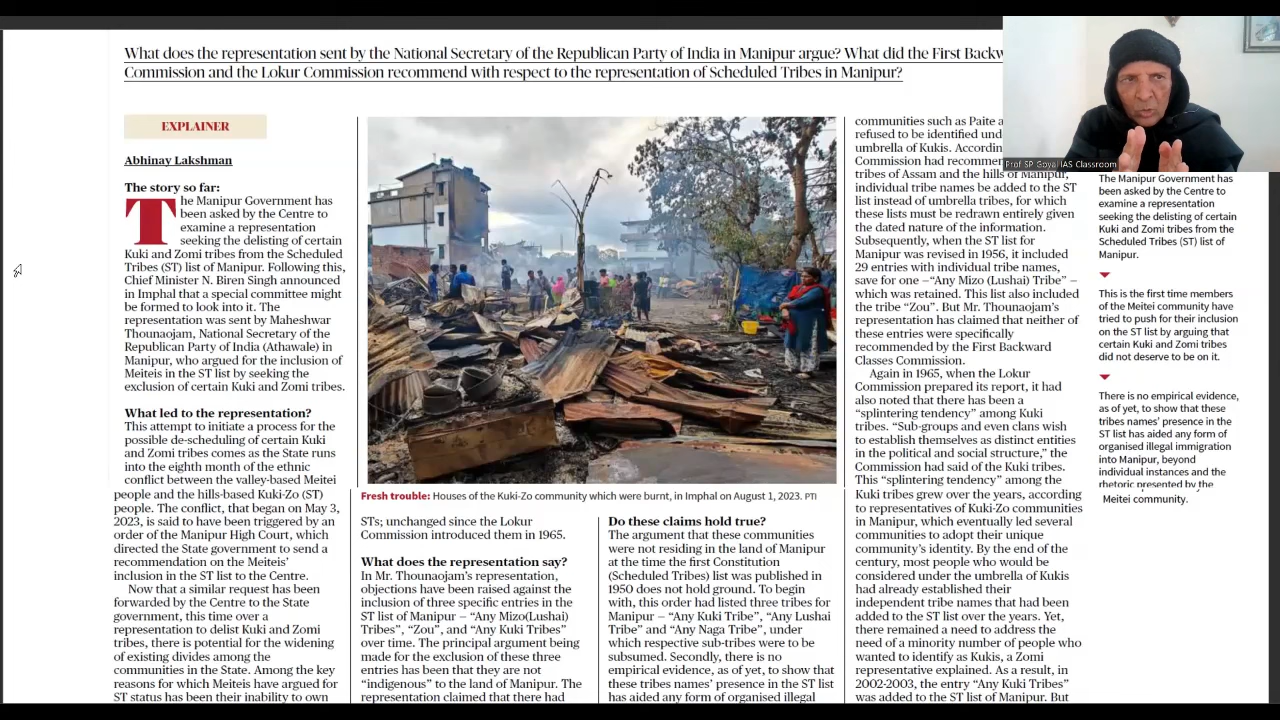 What does the representation sent by the National Secretary of the Republican Party of India in Manipur argue? What did the First
Commission and the Lokur Commission recommend with respect to the representation of Scheduled Tribes in Manipur?
EXPLAINER
Abhinay Lakshman
The story so far:
The Manipur Government has
been asked by the Centre to
examine a representation
seeking the delisting of certain
Kuki and Zomi tribes from the Scheduled
Tribes (ST) list of Manipur. Following this,
Chief Minister N. Biren Singh announced
in Imphal that a special committee might
be formed to look into it. The
representation was sent by Maheshwar
Thounaojam, National Secretary of the
Republican Party of India (Athawale) in
Manipur, who argued for the inclusion of
Meiteis in the ST list by seeking the
exclusion of certain Kuki and Zomi tribes.
What led to the representation?
This attempt to initiate a process for the
possible de-scheduling of certain Kuki
and Zomi tribes comes as the State runs
into the eighth month of the ethnic
conflict between the valley-based Meitei
people and the hills-based Kuki-Zo (ST)
people. The conflict, that began on May 3,
2023, is said to have been triggered by an
order of the Manipur High Court, which
directed the State government to send a
recommendation on the Meiteis'
inclusion in the ST list to the Centre.
Now that a similar request has been
forwarded by the Centre to the State
government, this time over a
representation to delist Kuki and Zomi
tribes, there is potential for the widening
of existing divides among the
communities in the State. Among the key
reasons for which Meiteis have argued for
ST status has been their inability to own
Fresh trouble: Houses of the Kuki-Zo community which were burnt, in Imphal on August 1, 2023. PTI
STs; unchanged since the Lokur
Commission introduced them in 1965.
What does the representation say?
In Mr. Thounaojam's representation,
objections have been raised against the
inclusion of three specific entries in the
ST list of Manipur – "Any Mizo(Lushai)
Tribes", "Zou", and "Any Kuki Tribes"
over time. The principal argument being
made for the exclusion of these three
entries has been that they are not
"indigenous" to the land of Manipur. The
representation claimed that there had
Do these claims hold true?
The argument that these communities
were not residing in the land of Manipur
at the time the first Constitution
(Scheduled Tribes) list was published in
1950 does not hold ground. To begin
with, this order had listed three tribes for
Manipur – "Any Kuki Tribe", "Any Lushai
Tribe" and "Any Naga Tribe", under
which respective sub-tribes were to be
subsumed. Secondly, there is no
empirical evidence, as of yet, to show that
these tribes names' presence in the ST list
has aided any form of organised illegal
communities such as Paite
refused to be identified
umbrella of Kukis.
Commission had
tribes of Assam and the hills of Manipur,
individual tribe names be added to the ST
list instead of umbrella tribes, for which
these lists must be redrawn entirely given
the dated nature of the information.
Subsequently, when the ST list for
Manipur was revised in 1956, it included
29 entries with individual tribe names,
save for one –"Any Mizo (Lushai) Tribe" –
which was retained. This list also included
the tribe "Zou". But Mr. Thounaojam's
representation has claimed that neither of
these entries were specifically
recommended by the First Backward
Classes Commission.
Again in 1965, when the Lokur
Commission prepared its report, it had
also noted that there has been a
"splintering tendency" among Kuki
tribes. "Sub-groups and even clans wish
to establish themselves as distinct entities
in the political and social structure," the
Commission had said of the Kuki tribes.
This "splintering tendency" among the
Kuki tribes grew over the years, according
to representatives of Kuki-Zo communities
in Manipur, which eventually led several
communities to adopt their unique
community's identity. By the end of the
century, most people who would be
considered under the umbrella of Kukis
had already established their
independent tribe names that had been
added to the ST list over the years. Yet,
there remained a need to address the
need of a minority number of people who
wanted to identify as Kukis, a Zomi
representative explained. As a result, in
2002-2003, the entry "Any Kuki Tribes"
was added to the ST list of Manipur. But
Prof SP Goyal IAS Classroom
The Manipur Government has
been asked by the Centre to
examine a representation
seeking the delisting of certain
Kuki and Zomi tribes from the
Scheduled Tribes (ST) list of
Manipur.
This is the first time members
of the Meitei community have
tried to push for their inclusion
on the ST list by arguing that
certain Kuki and Zomi tribes
did not deserve to be on it.
There is no empirical evidence,
as of yet, to show that these
tribes names' presence in the
ST list has aided any form of
organised illegal immigration
into Manipur, beyond
individual instances and the
rhetoric presented by the
Meitei community.